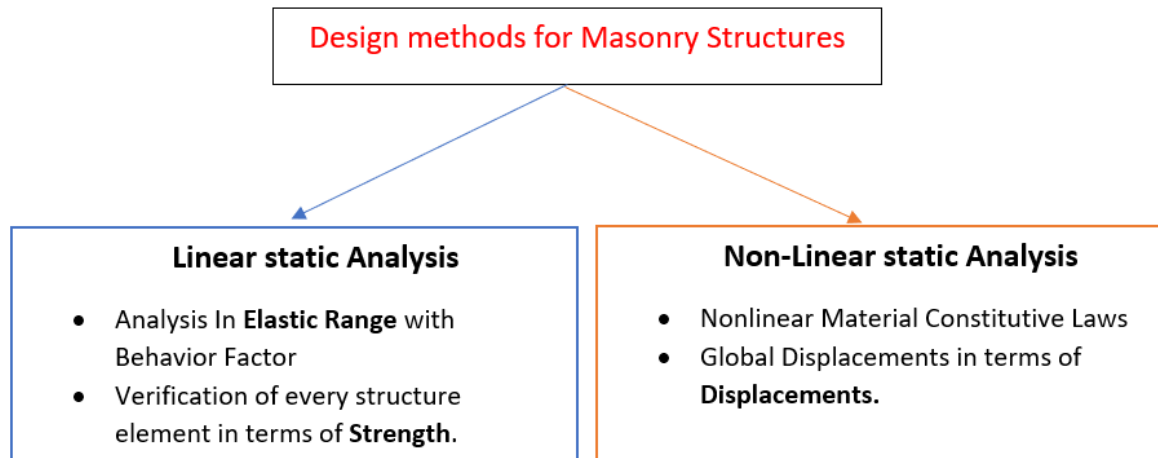 Design methods for Masonry Structures
Linear static Analysis
• Analysis In Elastic Range with
Behavior Factor
• Verification of every structure
element in terms of Strength.
Non-Linear static Analysis
• Nonlinear Material Constitutive Laws
• Global Displacements in terms of
Displacements.